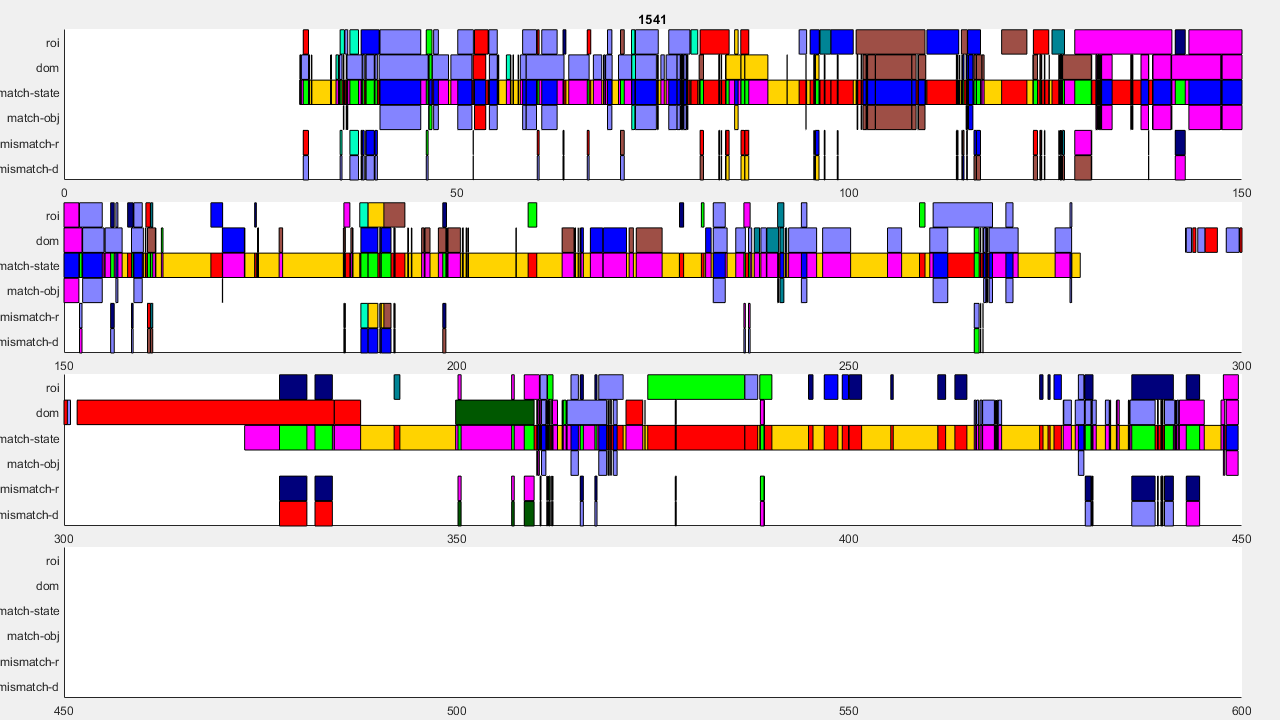 1541
roi
dom
match-state
match-obj
mismatch-r
mismatch-d
0 50 100 150
roi
dom
match-state
match-obj
mismatch-r
mismatch-d
150 200 250 300
roi
dom
match-state
match-obj
mismatch-r
mismatch-d
300 350 400 450
roi
dom
match-state
match-obj
mismatch-r
mismatch-d
450 500 550 600